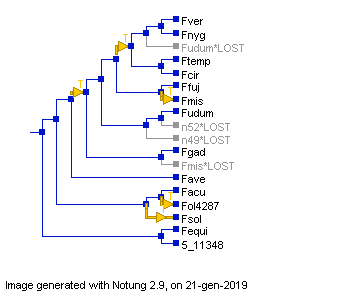 Fver
Fnyg
Fudum*LOST
T
Ftemp
Fcir
Ffuj
T
Fmis
T
Fudum
n52*LOST
n49*LOST
Fgad
Fmis*LOST
Fave
Facu
T
Fol4287
Fsol
Fequi
5_11348
Image generated with Notung 2.9, on 21-gen-2019